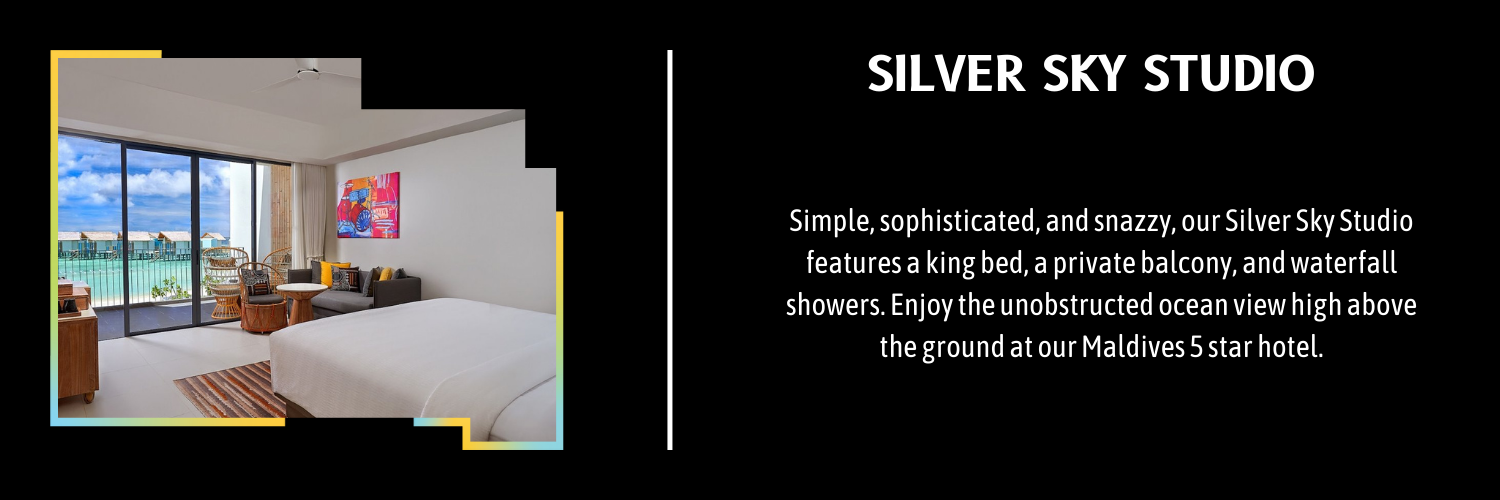 SILVER SKY STUDIO
Simple, sophisticated, and snazzy, our Silver Sky Studio
features a king bed, a private balcony, and waterfall
showers. Enjoy the unobstructed ocean view high above
the ground at our Maldives 5 star hotel.